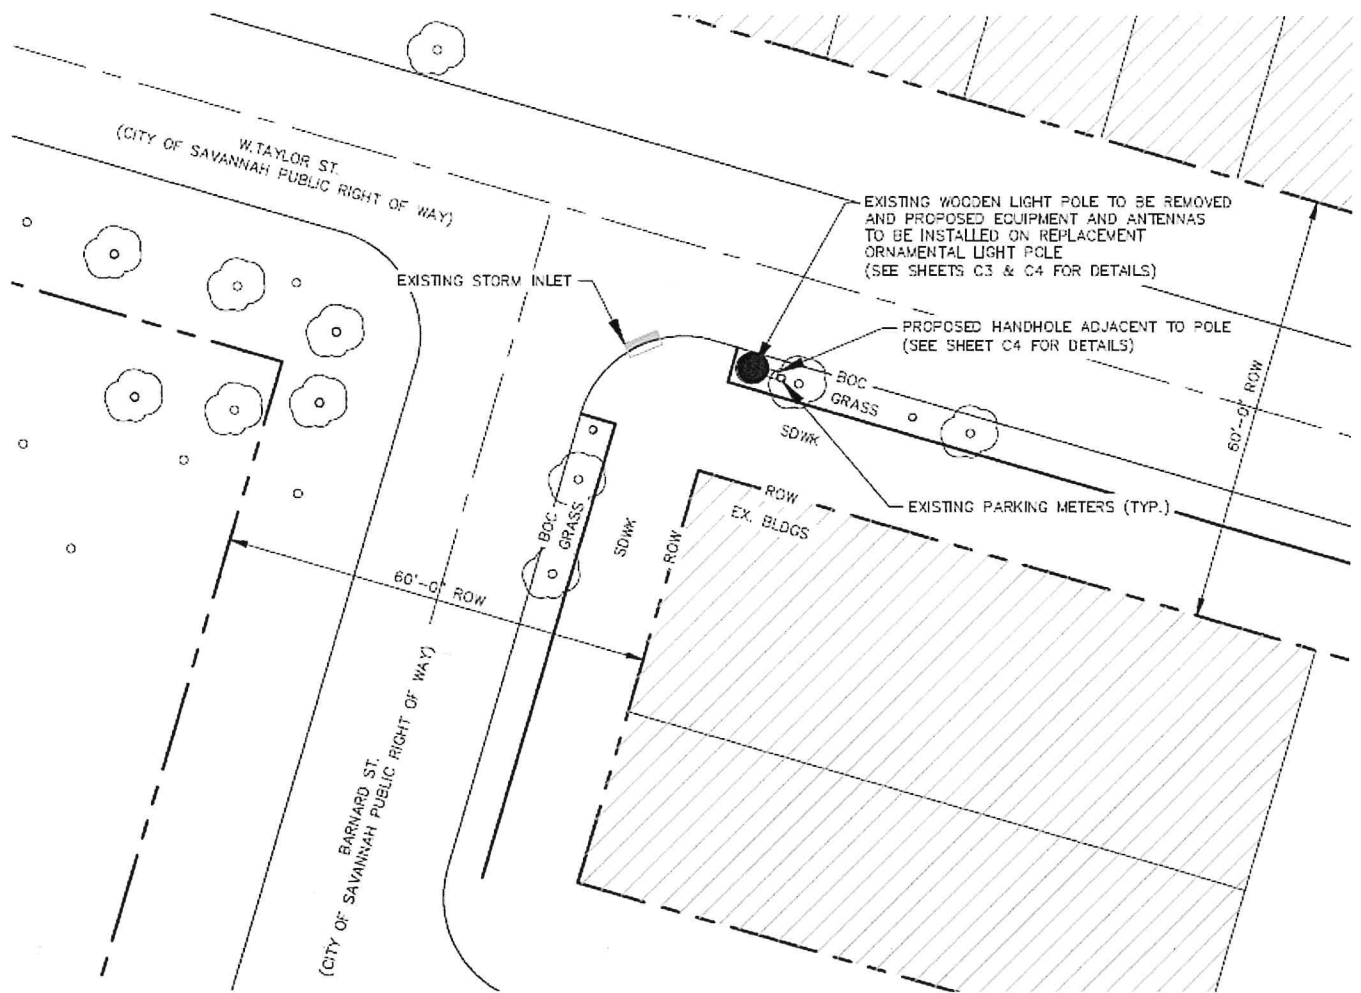 W.TAYLOR ST.
(CITY OF SAVANNAH PUBLIC RIGHT OF WAY)
EXISTING WOODEN LIGHT POLE TO BE REMOVED
AND PROPOSED EQUIPMENT AND ANTENNAS
TO BE INSTALLED ON REPLACEMENT
ORNAMENTAL LIGHT POLE
(SEE SHEETS C3 & C4 FOR DETAILS)
EXISTING STORM INLET
PROPOSED HANDHOLE ADJACENT TO POLE
(SEE SHEET C4 FOR DETAILS)
60'-0" ROW
BOC
GRASS
SDWK
EXISTING PARKING METERS (TYP.)
ROW
EX. BLDGS
BOC
GRASS
SDWK
ROW
60'-0" ROW
BARNARD ST.
(CITY OF SAVANNAH PUBLIC RIGHT OF WAY)